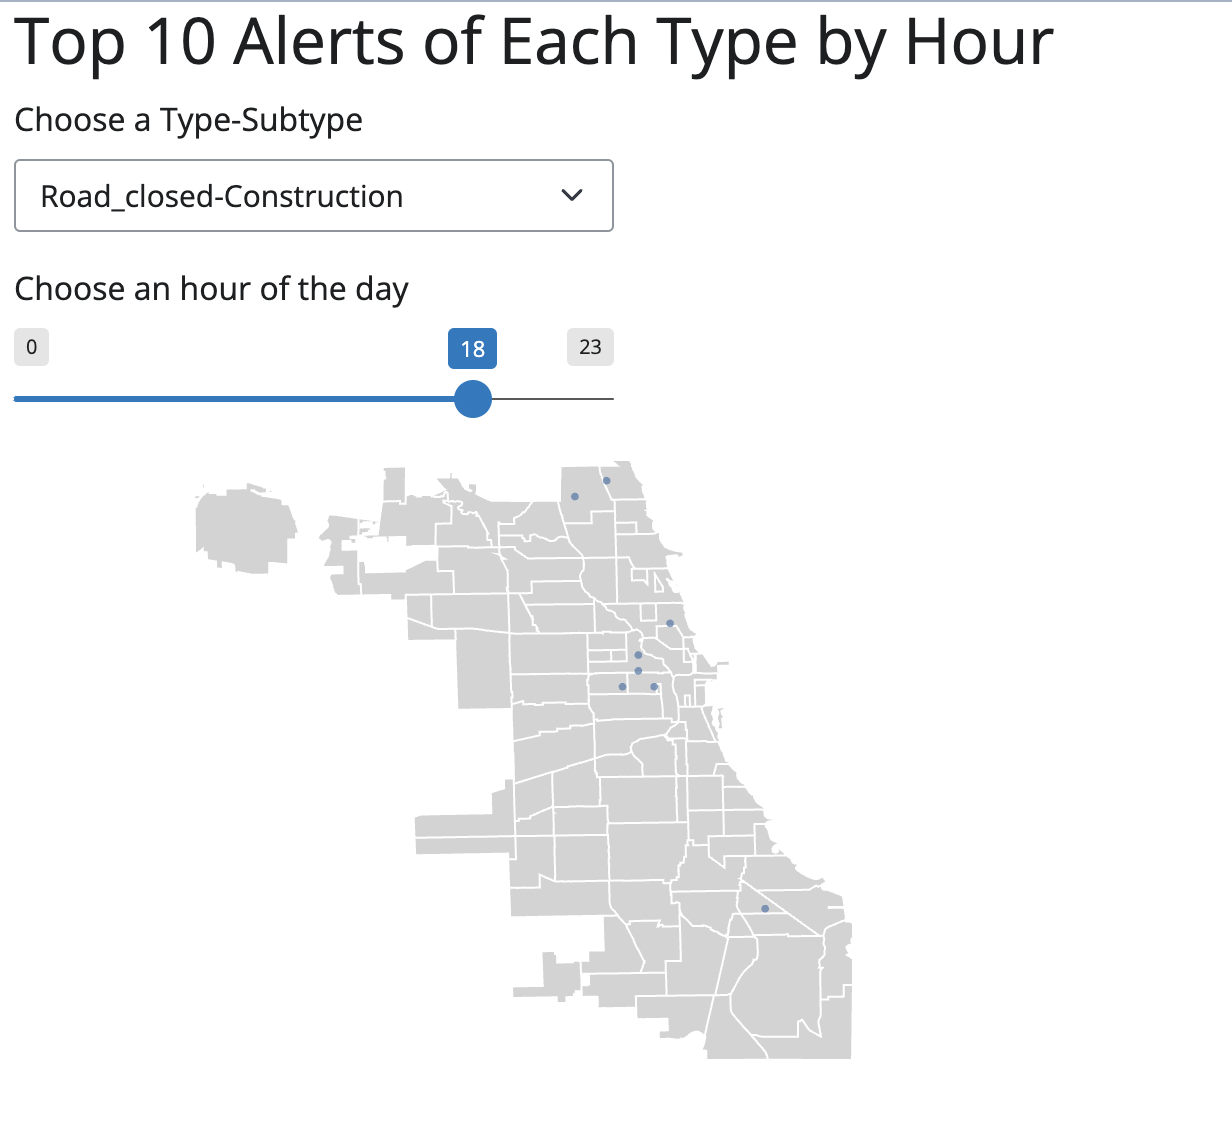 Top 10 Alerts of Each Type by Hour
Choose a Type-Subtype
Road_closed-Construction
Choose an hour of the day
0 18 23